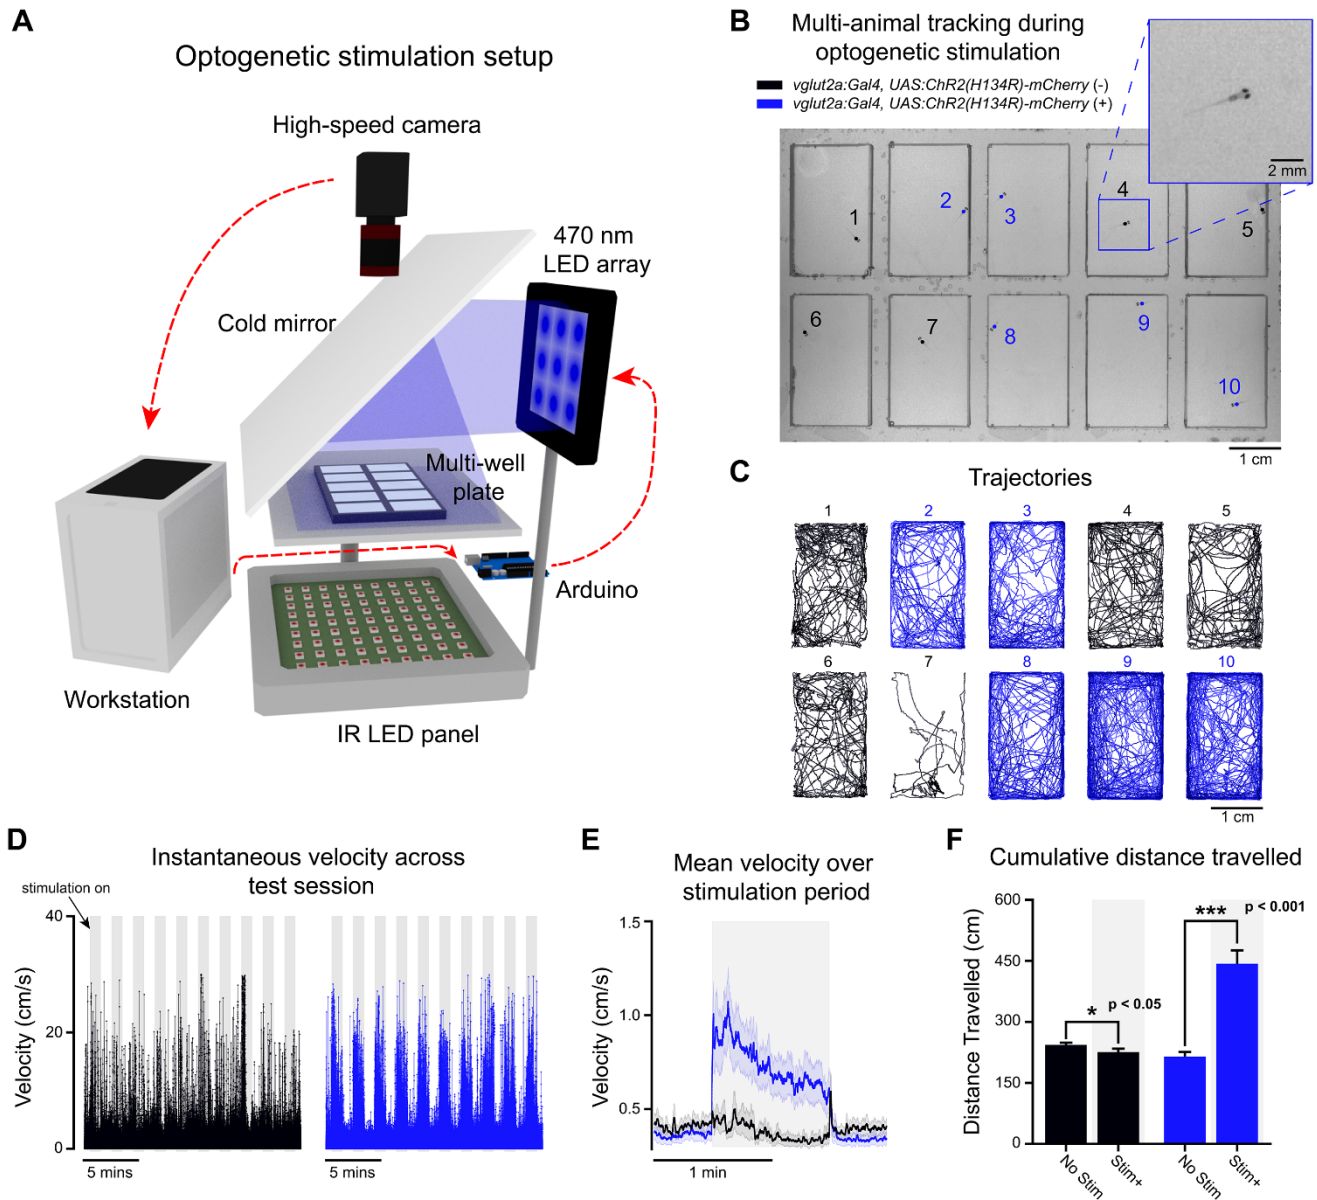 A
Optogenetic stimulation setup
High-speed camera
470 nm
LED array
Cold mirror
Multi-well
plate
Arduino
Workstation
IR LED panel
B
Multi-animal tracking during
optogenetic stimulation
vglut2a:Gal4, UAS:ChR2(H134R)-mCherry (-)
vglut2a:Gal4, UAS:ChR2(H134R)-mCherry (+)
2 mm
1
2
3
4
5
6
7
8
9
10
1 cm
C
Trajectories
1
2
3
4
5
6
7
8
9
10
1 cm
D
Instantaneous velocity across
test session
stimulation on
Velocity (cm/s)
40
20
0
5 mins
5 mins
E
Mean velocity over
stimulation period
Velocity (cm/s)
1.5
1.0
0.5
1 min
F
Cumulative distance travelled
Distance Travelled (cm)
600
450
300
150
0
*
p < 0.05
***
p < 0.001
No Stim
Stim+
No Stim
Stim+